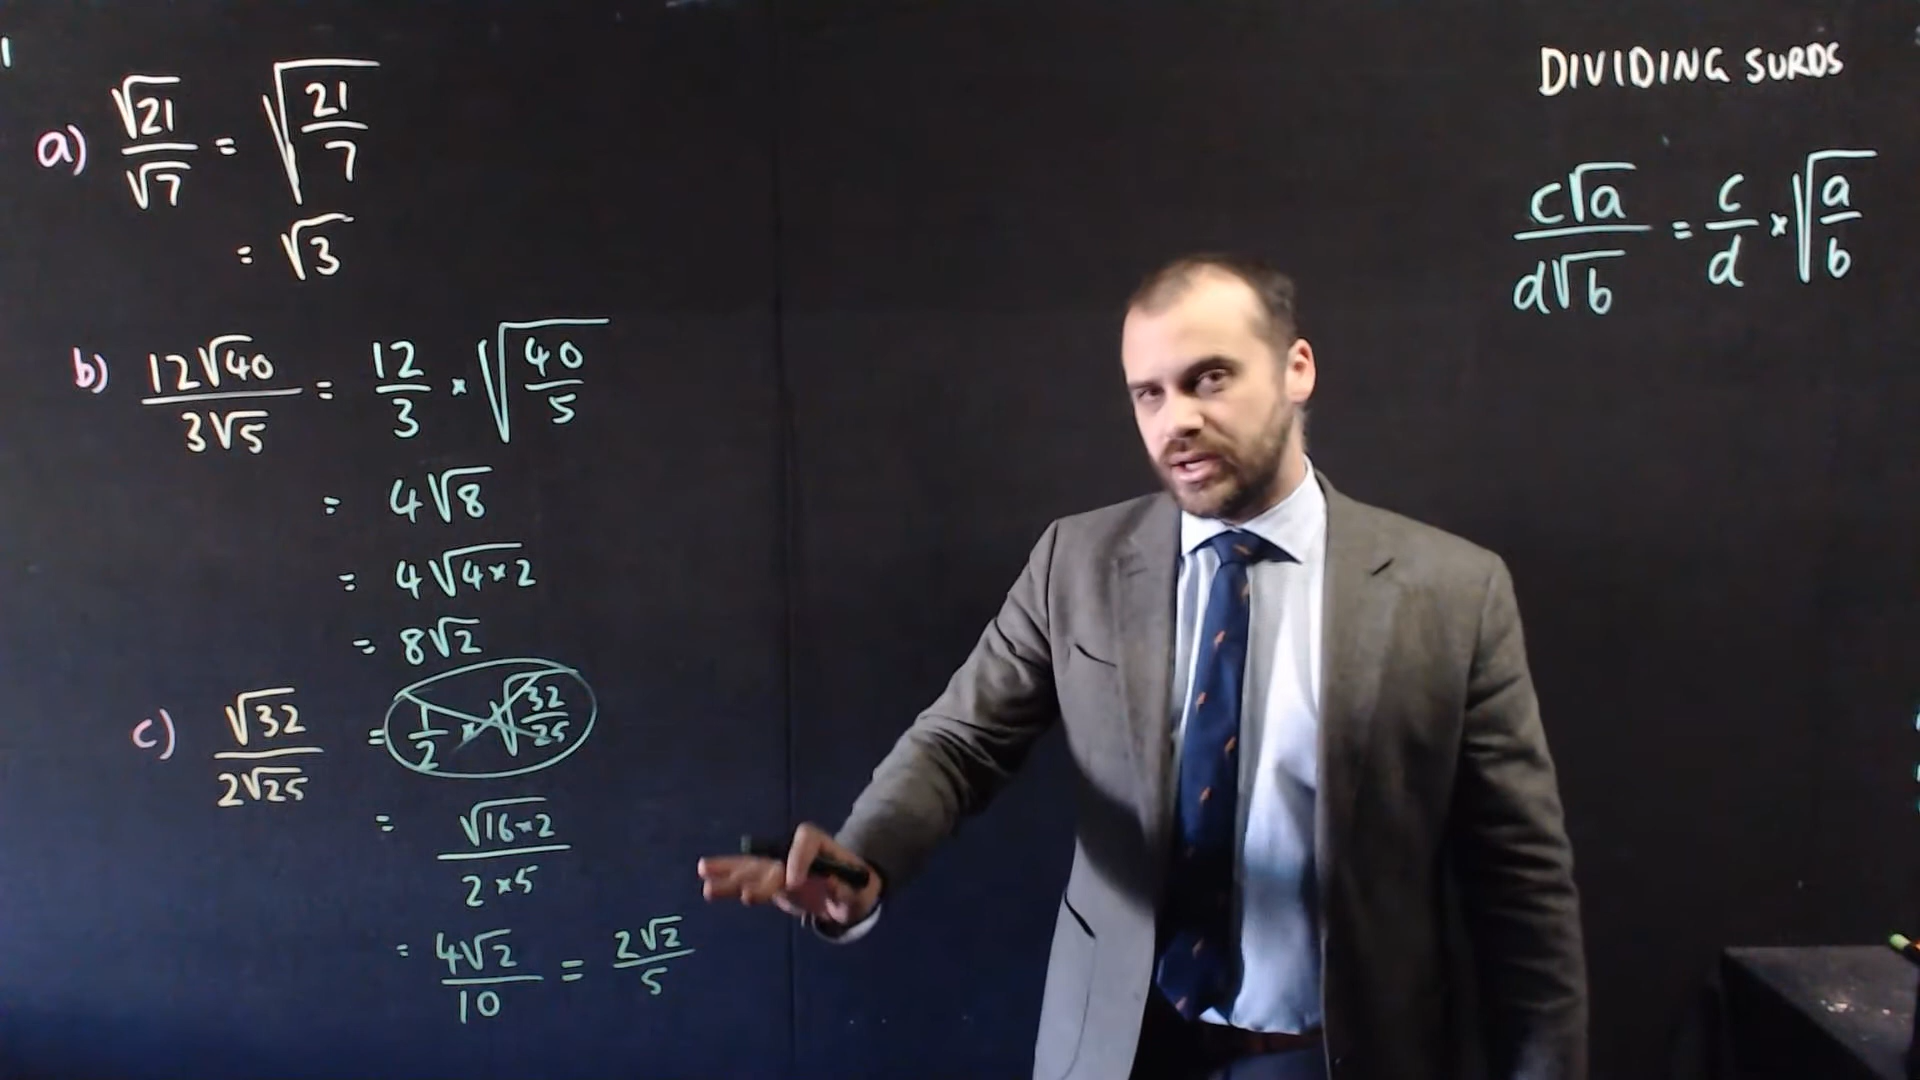 DIVIDING SURDS
c√a / d√b = c/d × √(a/b)
a) √21 / √7 = √(21/7)
= √3
b) 12√40 / 3√5 = 12/3 × √(40/5)
= 4√8
= 4√(4×2)
= 8√2
c) √32 / 2√25 = 1/2 × √(32/25)
= √(16×2) / 2×5
= 4√2 / 10 = 2√2 / 5